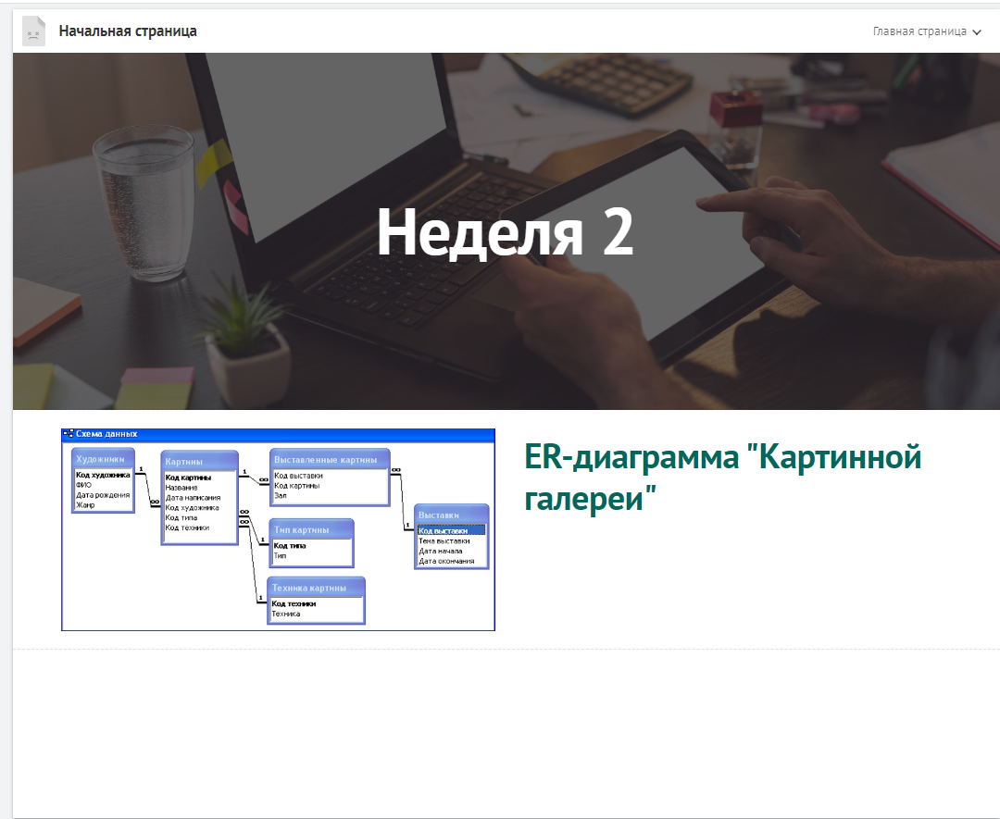 Начальная страница
Главная страница
Неделя 2
Схема данных
Художники
Код художника
ФИО
Дата рождения
Жанр
1
∞
Картины
Код картины
Название
Дата написания
Код художника
Код типа
Код техники
1
∞
∞
∞
Выставленные картины
Код выставки
Код картины
Зал
∞
1
Тип картины
Код типа
Тип
1
Техника картины
Код техники
Техника
1
Выставки
Код выставки
Тема выставки
Дата начала
Дата окончания
ER-диаграмма "Картинной
галереи"